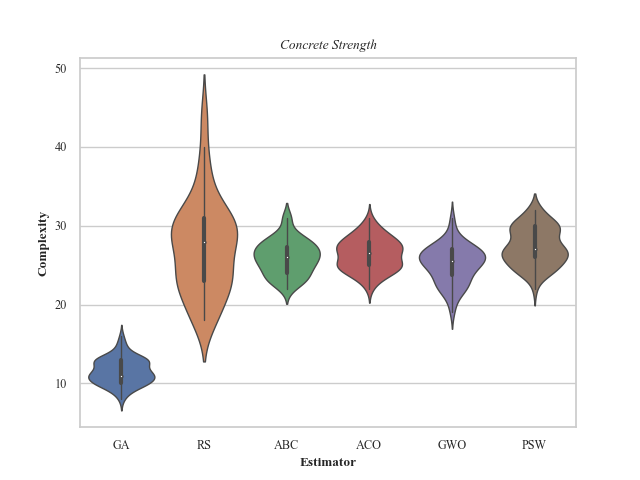 Concrete Strength
50
40
30
20
10
Complexity
GA RS ABC ACO GWO PSW
Estimator